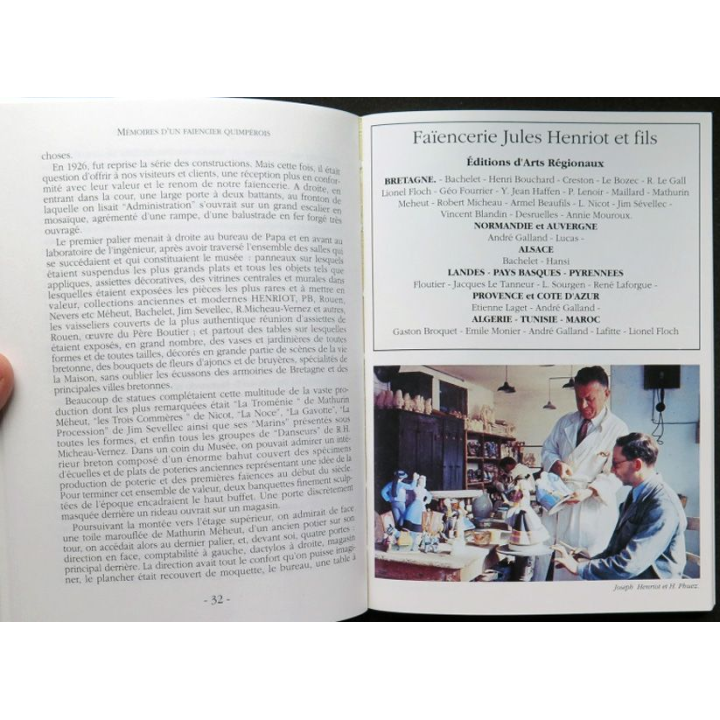 MÉMOIRES D'UN FAÏENCIER QUIMPÉROIS
choses.
En 1926, fut reprise la série des constructions. Mais cette fois, il était
question d'offrir à nos visiteurs et clients, une réception plus en confor-
mité avec leur valeur et le renom de notre faïencerie. A droite, en
entrant dans la cour, une large porte à deux battants, au fronton de
laquelle on lisait "Administration" s'ouvrait sur un grand escalier en
mosaïque, agrémenté d'une rampe, d'une balustrade en fer forgé très
ouvragé.
Le premier palier menait à droite au bureau de Papa et en avant au
laboratoire de l'ingénieur, après avoir traversé l'ensemble des salles qui
se succédaient et qui constituaient le musée : panneaux sur lesquels
étaient suspendus les plus grands plats et tous les objets tels que
appliques, assiettes décoratives, des vitrines centrales et murales dans
lesquelles étaient exposées les pièces les plus rares et à mettre en
valeur, collections anciennes et modernes HENRIOT, PB, Rouen,
Nevers etc Méheut, Bachelet, Jim Sevellec, R.Micheau-Vernez et autres,
les vaisseliers couverts de la plus authentique réunion d'assiettes de
Rouen, œuvre du Père Boutier ; et partout des tables sur lesquelles
étaient exposés, en grand nombre, des vases et jardinières de toutes
formes et de toutes tailles, décorés en grande partie de scènes de la vie
bretonne, des bouquets de fleurs d'ajoncs et de bruyères, spécialités de
la Maison, sans oublier les écussons des armoiries de Bretagne et des
principales villes bretonnes.
Beaucoup de statues complétaient cette multitude de la vaste pro-
duction dont les plus remarquées était "La Troménie " de Mathurin
Méheut, "les Trois Commères " de Nicot, "La Noce", "La Gavotte", "La
Procession" de Jim Sevellec ainsi que ses "Marins" présentés sous
toutes les formes, et enfin tous les groupes de "Danseurs" de R.H.
Micheau-Vernez. Dans un coin du Musée, on pouvait admirer un inté-
rieur breton composé d'un énorme bahut couvert des spécimens
d'écuelles et de plats de poteries anciennes représentant une idée de la
production de poterie et des premières faïences au début du siècle.
Pour terminer cet ensemble de valeur, deux banquettes finement sculp-
tées de l'époque encadraient le haut buffet. Une porte discrètement
masquée derrière un rideau ouvrait sur un magasin.
Poursuivant la montée vers l'étage supérieur, on admirait de face
une toile marouflée de Mathurin Méheut, d'un ancien potier sur son
tour, on accédait alors au dernier palier, et, devant soi, quatre portes :
direction en face, comptabilité à gauche, dactylos à droite, magasin
principal derrière. La direction avait tout le confort qu'on puisse imagi-
ner, le plancher était recouvert de moquette, le bureau, une table à
- 32 -
Faïencerie Jules Henriot et fils
Éditions d'Arts Régionaux
BRETAGNE. - Bachelet - Henri Bouchard - Creston - Le Bozec - R. Le Gall
Lionel Floch - Géo Fourrier - Y. Jean Haffen - P. Lenoir - Maillard - Mathurin
Meheut - Robert Micheau - Armel Beaufils - L. Nicot - Jim Sévellec -
Vincent Blandin - Desruelles - Annie Mouroux.
NORMANDIE et AUVERGNE
André Galland - Lucas -
ALSACE
Bachelet - Hansi
LANDES - PAYS BASQUES - PYRENNEES
Floutier - Jacques Le Tanneur - L. Sourgen - René Laforgue -
PROVENCE et COTE D'AZUR
Etienne Laget - André Galland -
ALGERIE - TUNISIE - MAROC
Gaston Broquet - Emile Monier - André Galland - Lafitte - Lionel Floch
Joseph Henriot et H. Phuez.